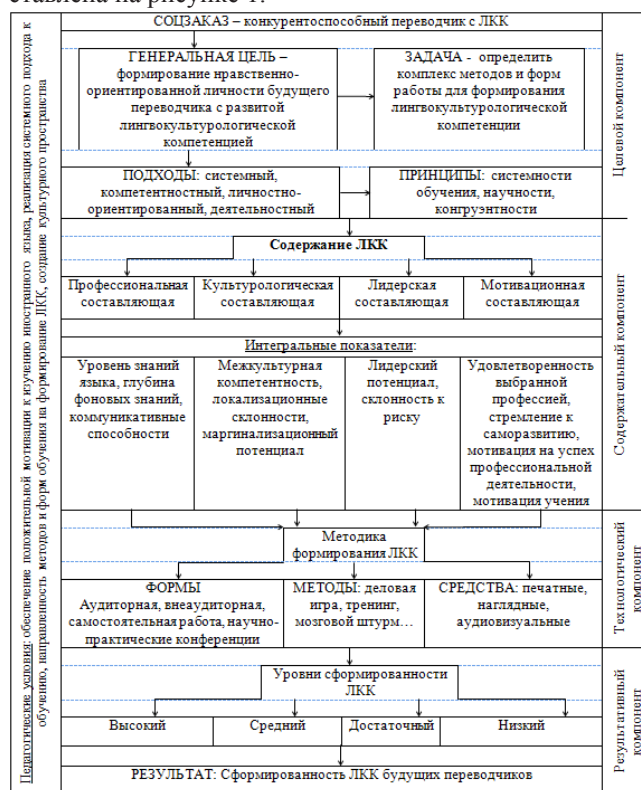 ставлена на рисунке 1.
СОЦЗАКАЗ – конкурентоспособный переводчик с ЛКК
ГЕНЕРАЛЬНАЯ ЦЕЛЬ –
формирование нравственно-
ориентированной личности будущего
переводчика с развитой
лингвокультурологической
компетенцией
ЗАДАЧА - определить
комплекс методов и форм
работы для формирования
лингвокультурологической
компетенции
ПОДХОДЫ: системный,
компетентностный, личностно-
ориентированный, деятельностный
ПРИНЦИПЫ: системности
обучения, научности,
конгруэнтности
Целевой компонент
Содержание ЛКК
Профессиональная
составляющая
Культурологическая
составляющая
Лидерская
составляющая
Мотивационная
составляющая
Интегральные показатели:
Уровень знаний
языка, глубина
фоновых знаний,
коммуникативные
способности
Межкультурная
компетентность,
локализационные
склонности,
маргинализационный
потенциал
Лидерский
потенциал,
склонность к
риску
Удовлетворенность
выбранной
профессией,
стремление к
саморазвитию,
мотивация на успех
профессиональной
деятельности,
мотивация учения
Содержательный компонент
Методика
формирования ЛКК
ФОРМЫ
Аудиторная, внеаудиторная,
самостоятельная работа, научно-
практические конференции
МЕТОДЫ: деловая
игра, тренинг,
мозговой штурм…
СРЕДСТВА: печатные,
наглядные,
аудиовизуальные
Технологический
компонент
Уровни сформированности
ЛКК
Высокий
Средний
Достаточный
Низкий
РЕЗУЛЬТАТ: Сформированность ЛКК будущих переводчиков
Результативный
компонент
Педагогические условия: обеспечение положительной мотивации к изучению иностранного языка, реализация системного подхода к
обучению, направленность методов и форм обучения на формирование ЛКК, создание культурного пространства